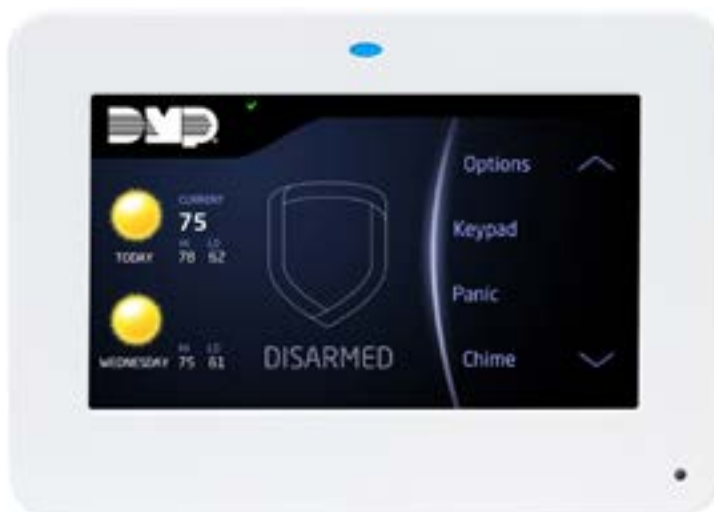 DMP
Options
CURRENT
75
HI LO
TODAY 78 62
Keypad
Panic
HI LO
WEDNESDAY 75 61
DISARMED
Chime